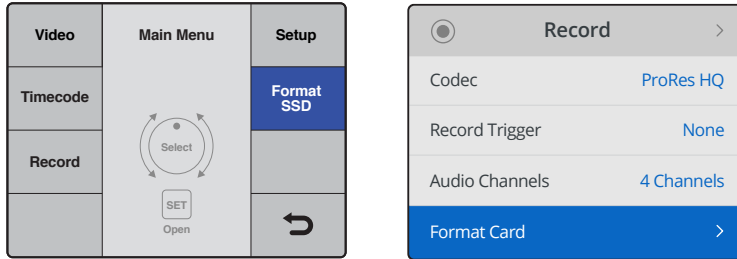 Video
Main Menu
Setup
Timecode
Format
SSD
Record
Select
SET
Open
Record
Codec
ProRes HQ
Record Trigger
None
Audio Channels
4 Channels
Format Card